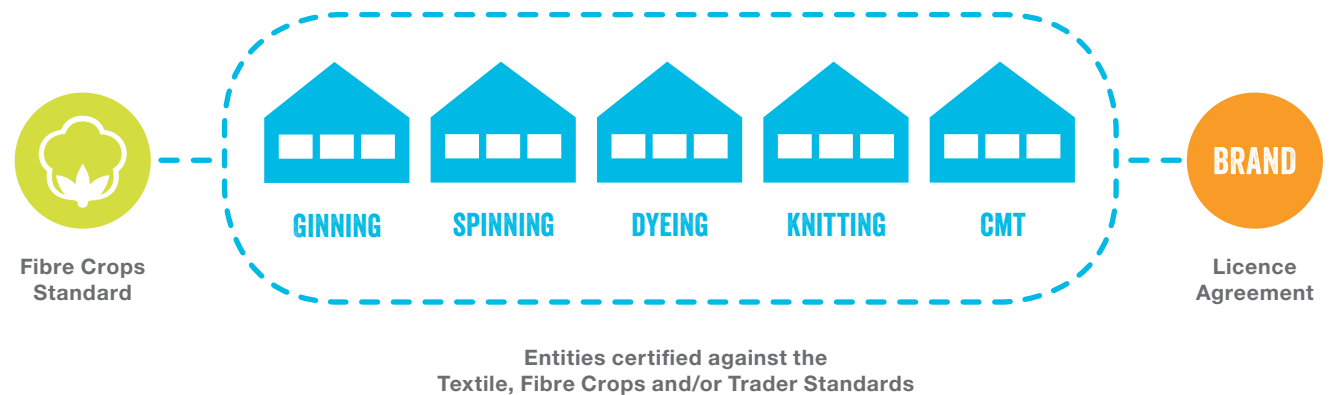 GINNING
SPINNING
DYEING
KNITTING
CMT
BRAND
Fibre Crops
Standard
Licence
Agreement
Entities certified against the
Textile, Fibre Crops and/or Trader Standards